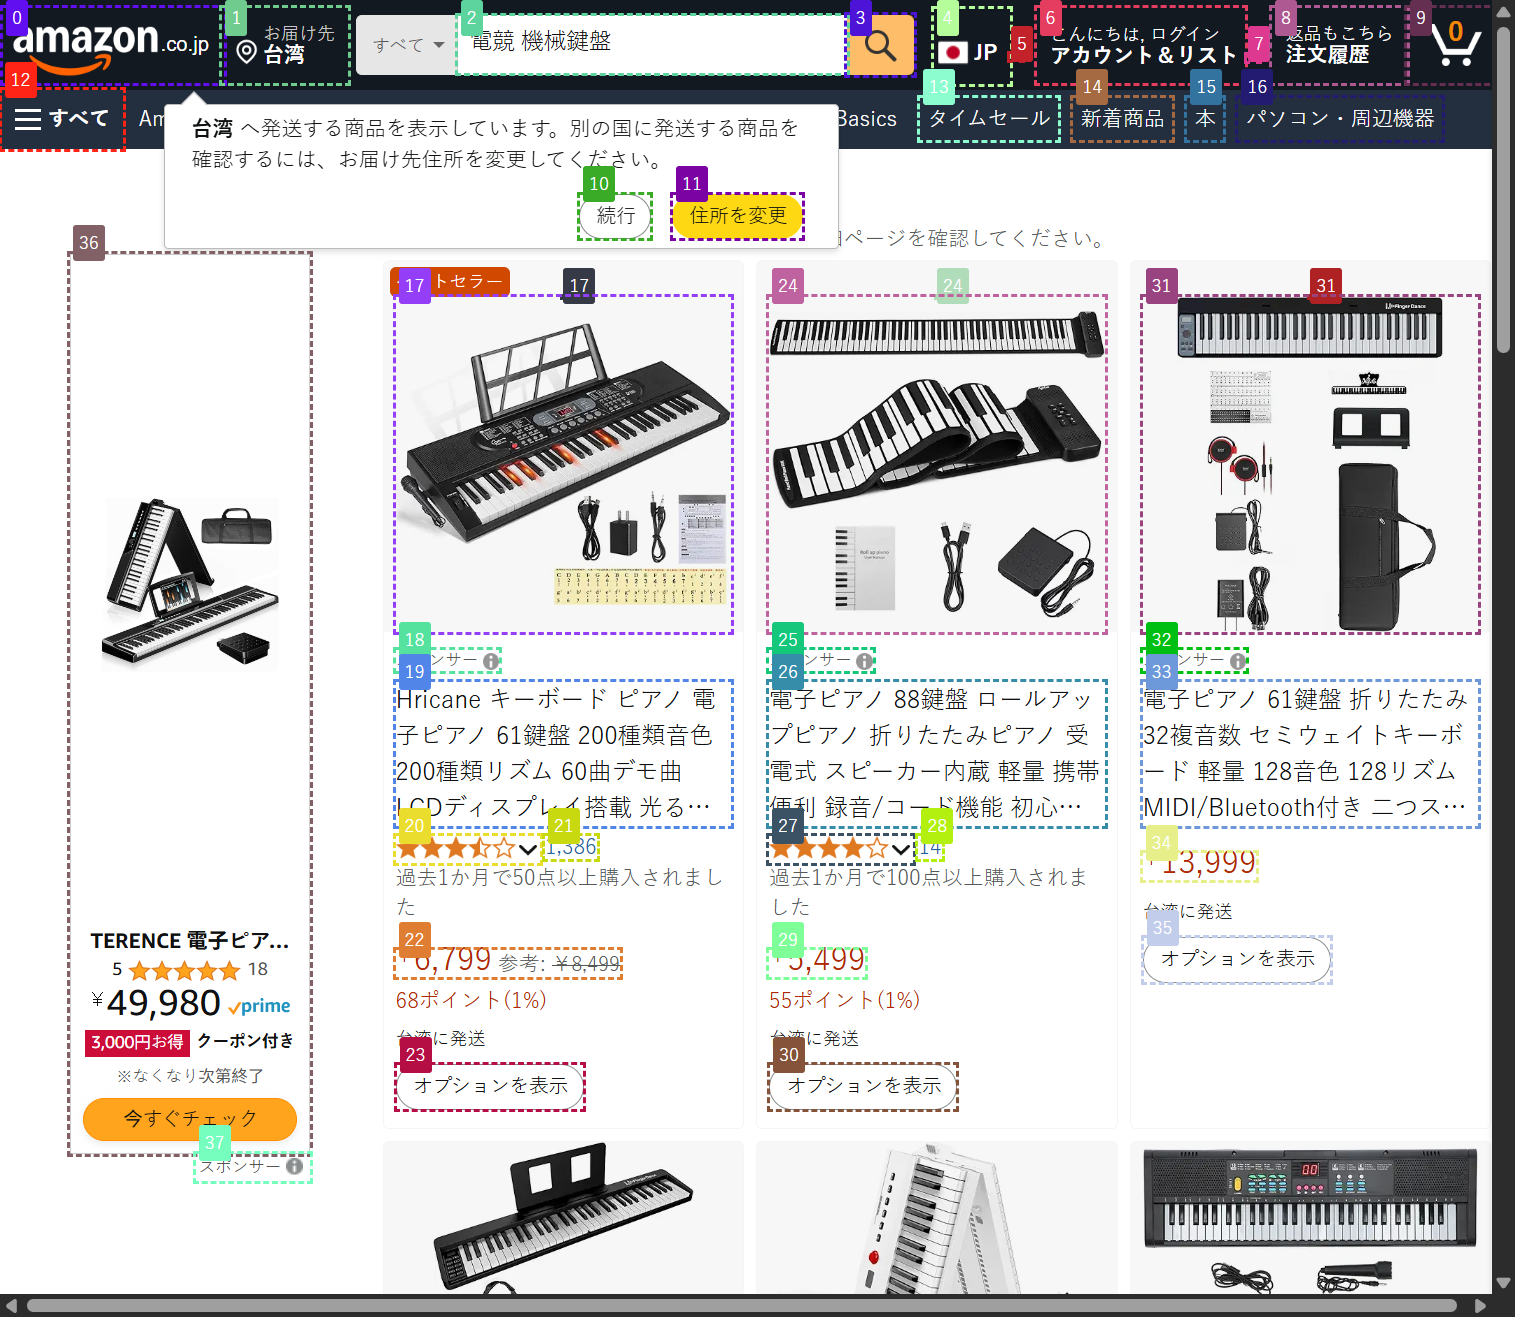 amazon.co.jp
お届け先
台湾
すべて
電競 機械鍵盤
JP
こんにちは, ログイン
アカウント＆リスト
返品もこちら
注文履歴
0
すべて
Basics
タイムセール
新着商品
本
パソコン・周辺機器
台湾 へ発送する商品を表示しています。別の国に発送する商品を
確認するには、お届け先住所を変更してください。
続行
住所を変更
ページを確認してください。
TERENCE 電子ピア...
5 18
¥49,980 prime
3,000円お得 クーポン付き
※なくなり次第終了
今すぐチェック
スポンサー
トセラー
ンサー
Hricane キーボード ピアノ 電
子ピアノ 61鍵盤 200種類音色
200種類リズム 60曲デモ曲
LCDディスプレイ搭載 光る…
1,386
過去1か月で50点以上購入されまし
た
6,799 参考: ￥8,499
68ポイント(1%)
台湾に発送
オプションを表示
ンサー
電子ピアノ 88鍵盤 ロールアッ
プピアノ 折りたたみピアノ 受
電式 スピーカー内蔵 軽量 携帯
便利 録音/コード機能 初心…
14
過去1か月で100点以上購入されま
した
5,499
55ポイント(1%)
台湾に発送
オプションを表示
ンサー
電子ピアノ 61鍵盤 折りたたみ
32複音数 セミウェイトキーボ
ード 軽量 128音色 128リズム
MIDI/Bluetooth付き 二つス…
13,999
台湾に発送
オプションを表示
0
1
2
3
4
5
6
7
8
9
10
11
12
13
14
15
16
17
17
18
19
20
21
22
23
24
24
25
26
27
28
29
30
31
31
32
33
34
35
36
37